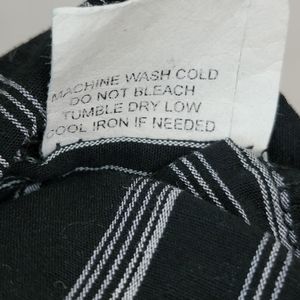 MACHINE WASH COLD
DO NOT BLEACH
TUMBLE DRY LOW
COOL IRON IF NEEDED